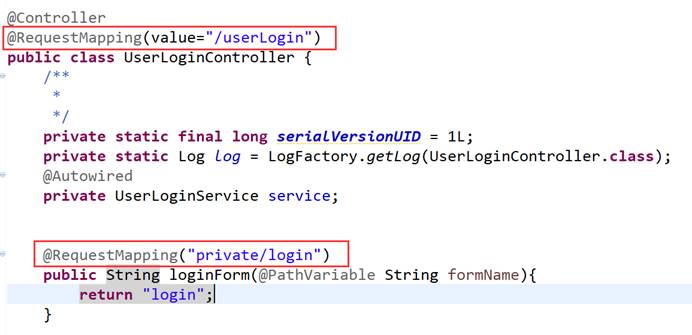 @Controller
@RequestMapping(value="/userLogin")
public class UserLoginController {
/**
*
*/
private static final long serialVersionUID = 1L;
private static Log log = LogFactory.getLog(UserLoginController.class);
@Autowired
private UserLoginService service;
@RequestMapping("private/login")
public String loginForm(@PathVariable String formName){
return "login";
}